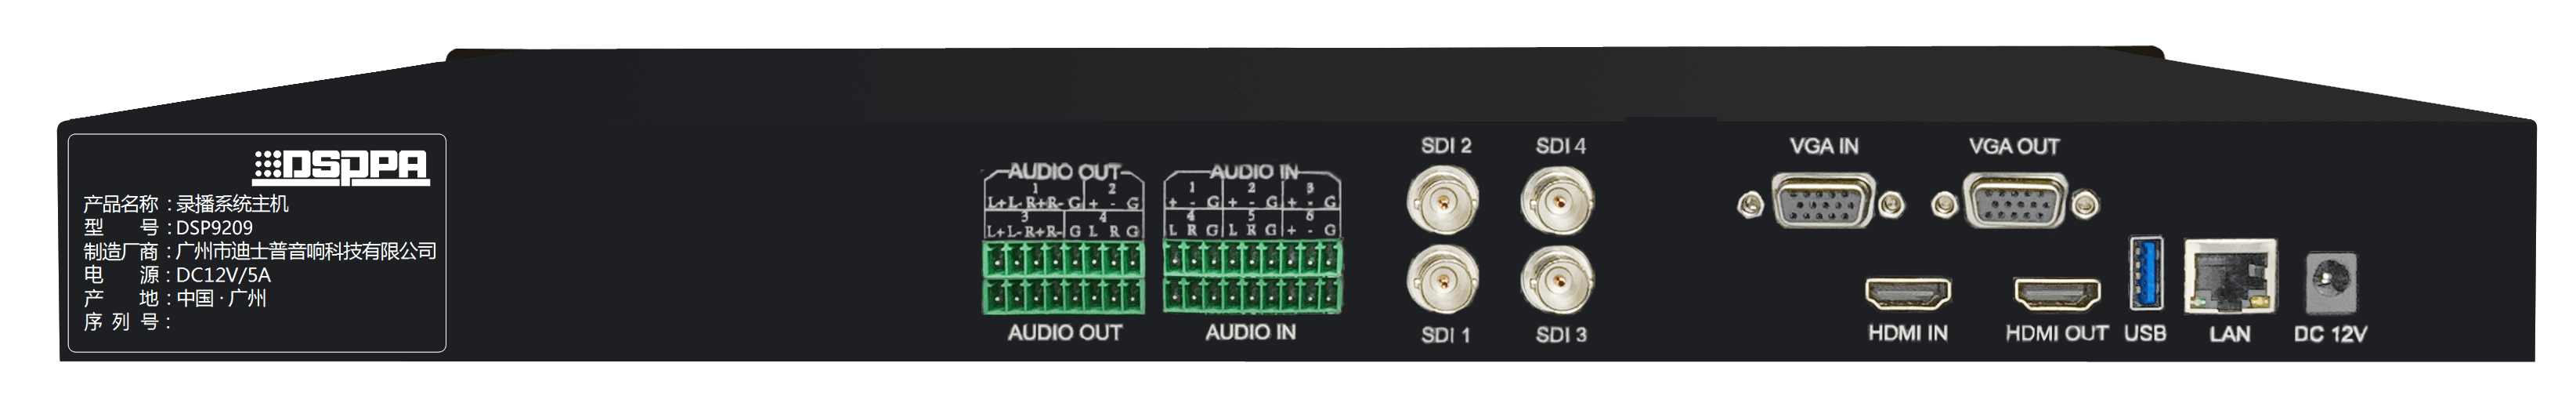 DSPPA
产品名称：录播系统主机
型 号：DSP9209
制造厂商：广州市迪士普音响科技有限公司
电 源：DC12V/5A
产 地：中国·广州
序 列 号：
AUDIO OUT
1 2
L+ L- R+ R- G + - G
3 4
L+ L- R+ R- G L R G
AUDIO OUT
AUDIO IN
1 2 3
+ - G + - G + - G
4 5 6
L R G L R G + - G
AUDIO IN
SDI 2
SDI 4
SDI 1
SDI 3
VGA IN
VGA OUT
HDMI IN
HDMI OUT
USB
LAN
DC 12V